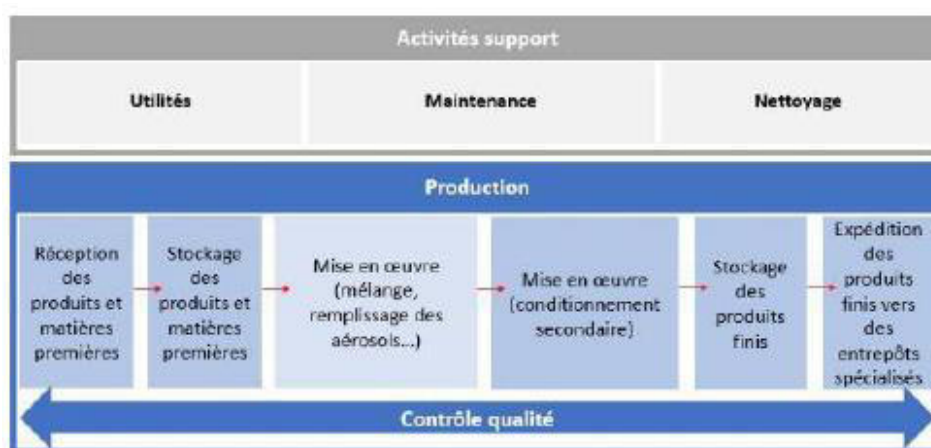 Activités support
Utilités
Maintenance
Nettoyage
Production
Réception
des
produits et
matières
premières
Stockage
des
produits et
matières
premières
Mise en œuvre
(mélange,
remplissage des
aérosols...)
Mise en œuvre
(conditionnement
secondaire)
Stockage
des
produits
finis
Expédition
des
produits
finis vers
des
entrepôts
spécialisés
Contrôle qualité